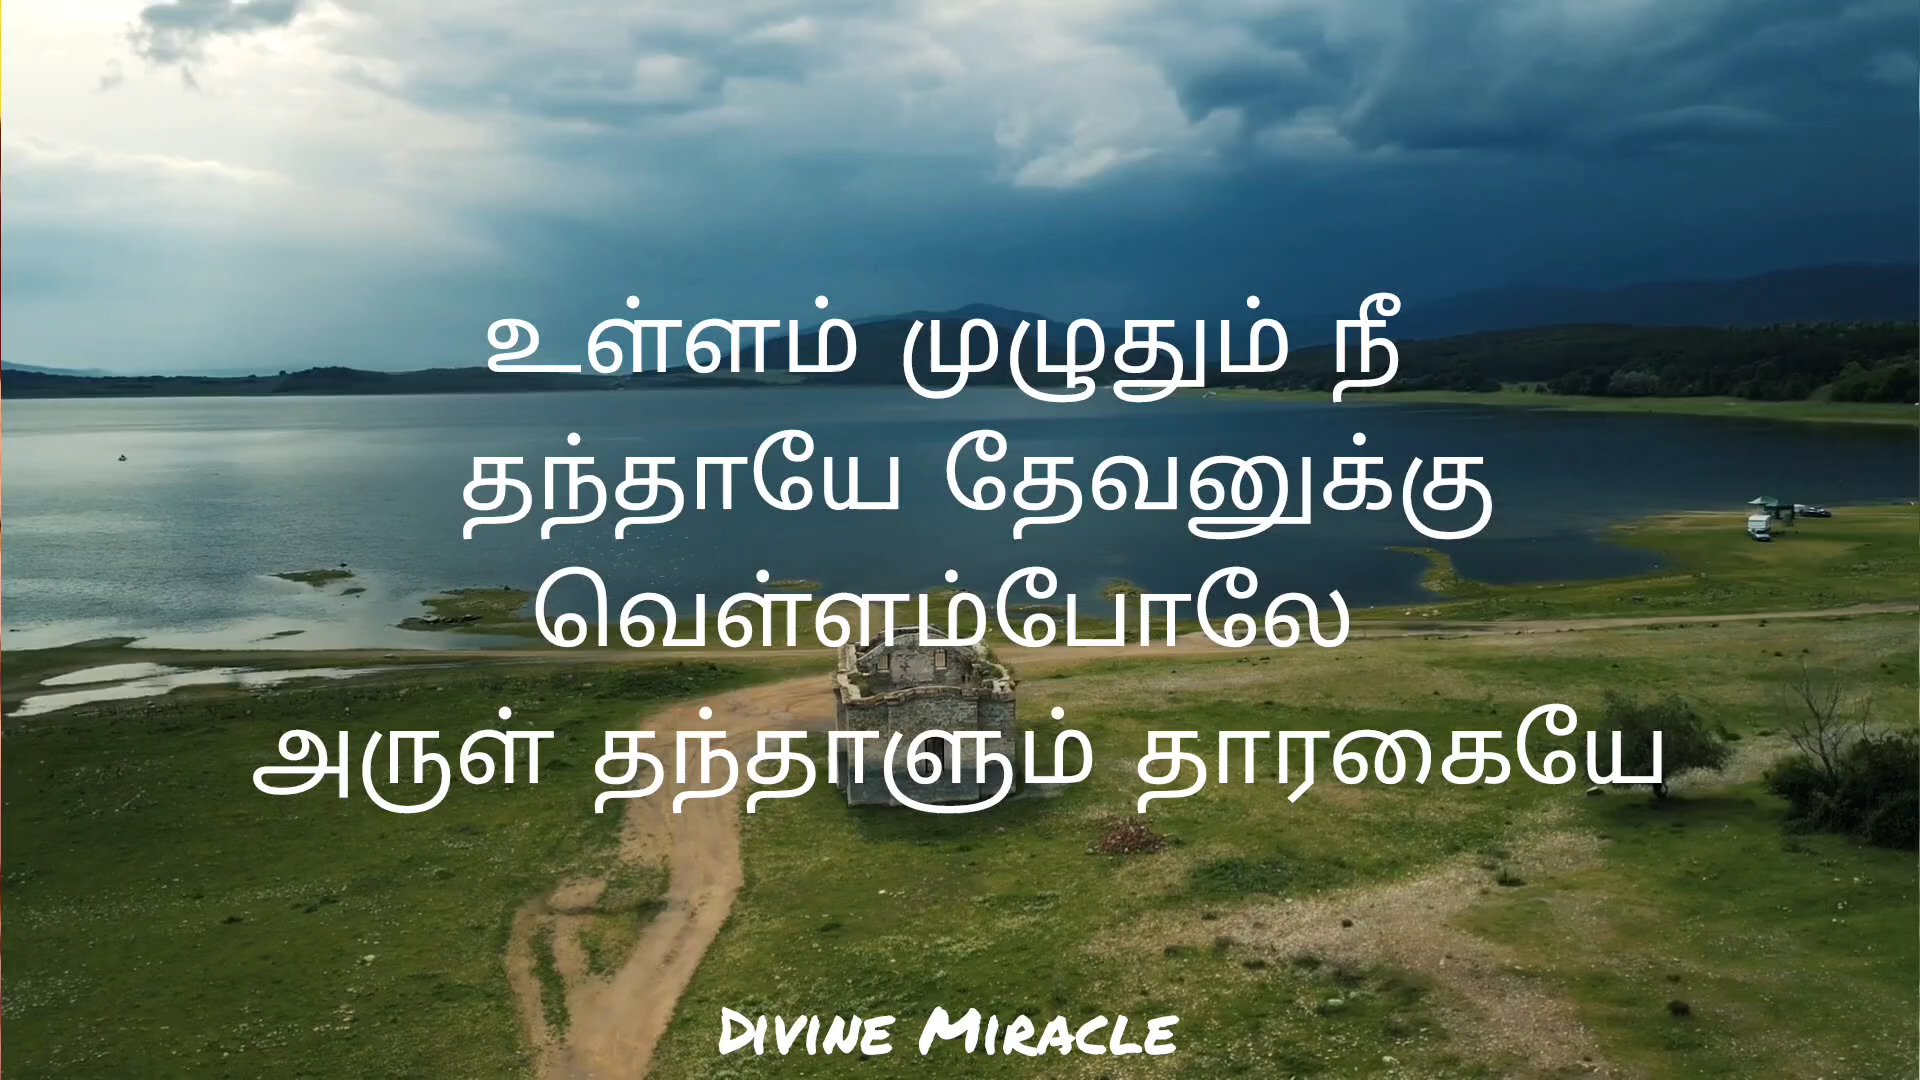 உள்ளம் முழுதும் நீ
தந்தாயே தேவனுக்கு
வெள்ளம்போலே
அருள் தந்தாளும் தாரகையே
Divine Miracle